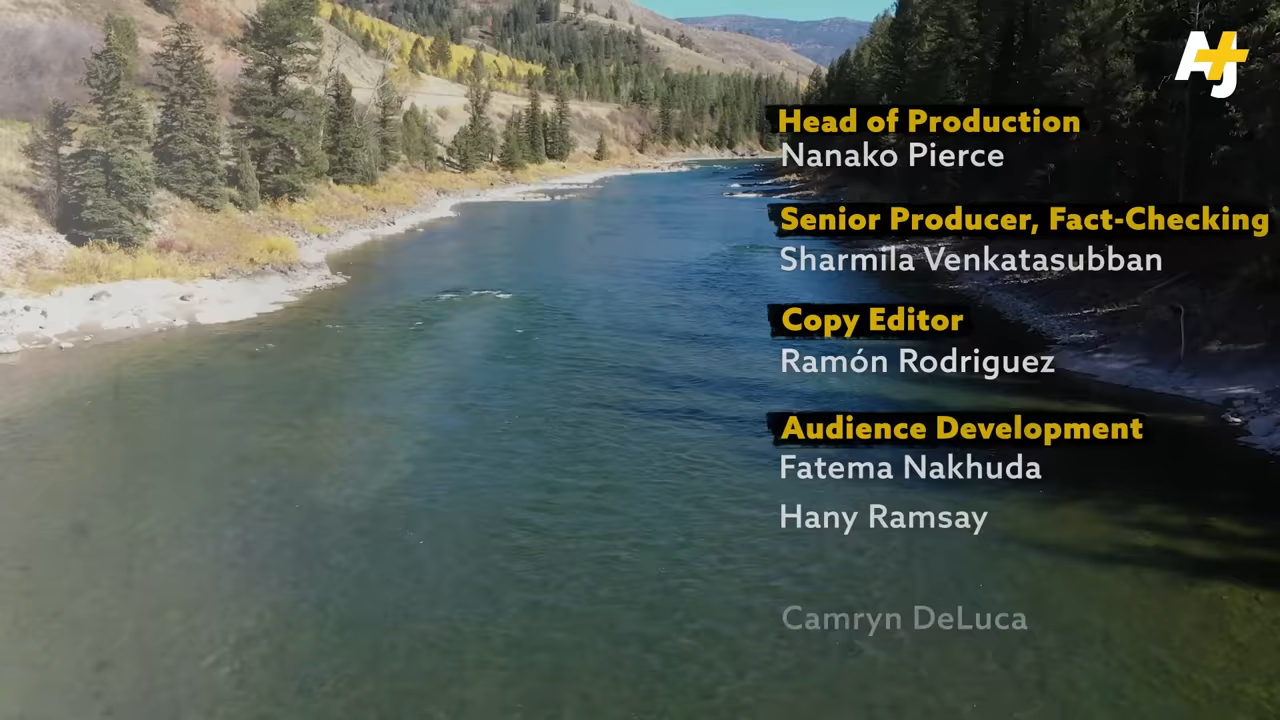 AJ+
Head of Production
Nanako Pierce
Senior Producer, Fact-Checking
Sharmila Venkatasubban
Copy Editor
Ramón Rodriguez
Audience Development
Fatema Nakhuda
Hany Ramsay
Camryn DeLuca